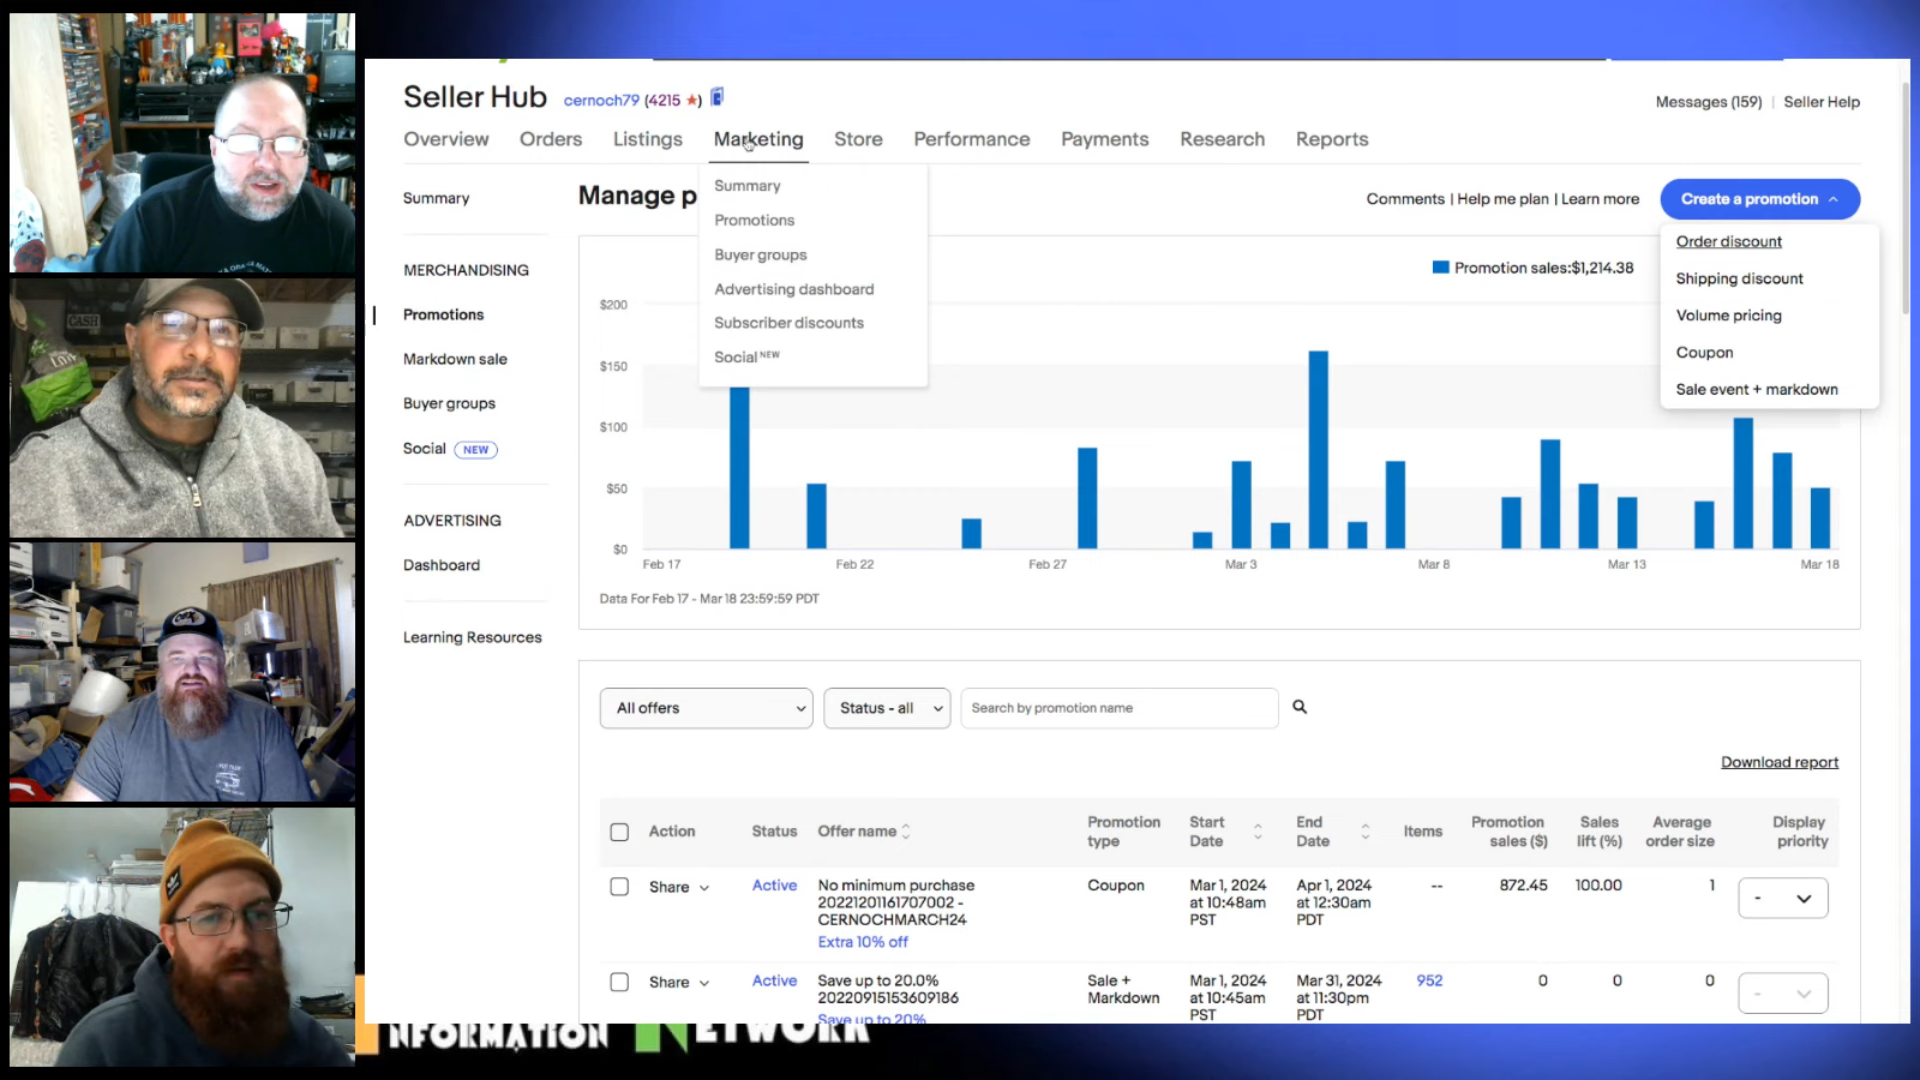 Seller Hub cernoch79 (4215 ★)
Messages (159) | Seller Help
Overview Orders Listings Marketing Store Performance Payments Research Reports
Summary
MERCHANDISING
Promotions
Markdown sale
Buyer groups
Social NEW
ADVERTISING
Dashboard
Learning Resources
Manage p
Summary
Promotions
Buyer groups
Advertising dashboard
Subscriber discounts
Social NEW
Comments | Help me plan | Learn more
Create a promotion
Order discount
Shipping discount
Volume pricing
Coupon
Sale event + markdown
Promotion sales:$1,214.38
$200
$150
$100
$50
$0
Feb 17 Feb 22 Feb 27 Mar 3 Mar 8 Mar 13 Mar 18
Data For Feb 17 - Mar 18 23:59:59 PDT
All offers Status - all Search by promotion name
Download report
Action Status Offer name Promotion type Start Date End Date Items Promotion sales ($) Sales lift (%) Average order size Display priority
Share Active No minimum purchase Coupon Mar 1, 2024 Apr 1, 2024 -- 872.45 100.00 1 -
20221201161707002 - at 10:48am at 12:30am
CERNOCHMARCH24 PST PDT
Extra 10% off
Share Active Save up to 20.0% Sale + Mar 1, 2024 Mar 31, 2024 952 0 0 0 -
20220915153609186 Markdown at 10:45am at 11:30pm
Save up to 20% PST PDT
NFORMATION NETWORK
CASH